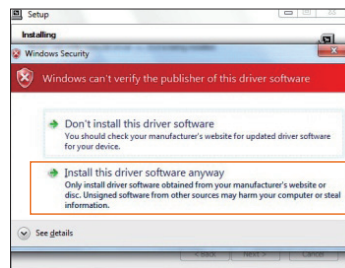 Setup
Installing
Windows Security
Windows can't verify the publisher of this driver software
Don't install this driver software
You should check your manufacturer's website for updated driver software
for your device.
Install this driver software anyway
Only install driver software obtained from your manufacturer's website or
disc. Unsigned software from other sources may harm your computer or steal
information.
See details
< Back Next > Cancel